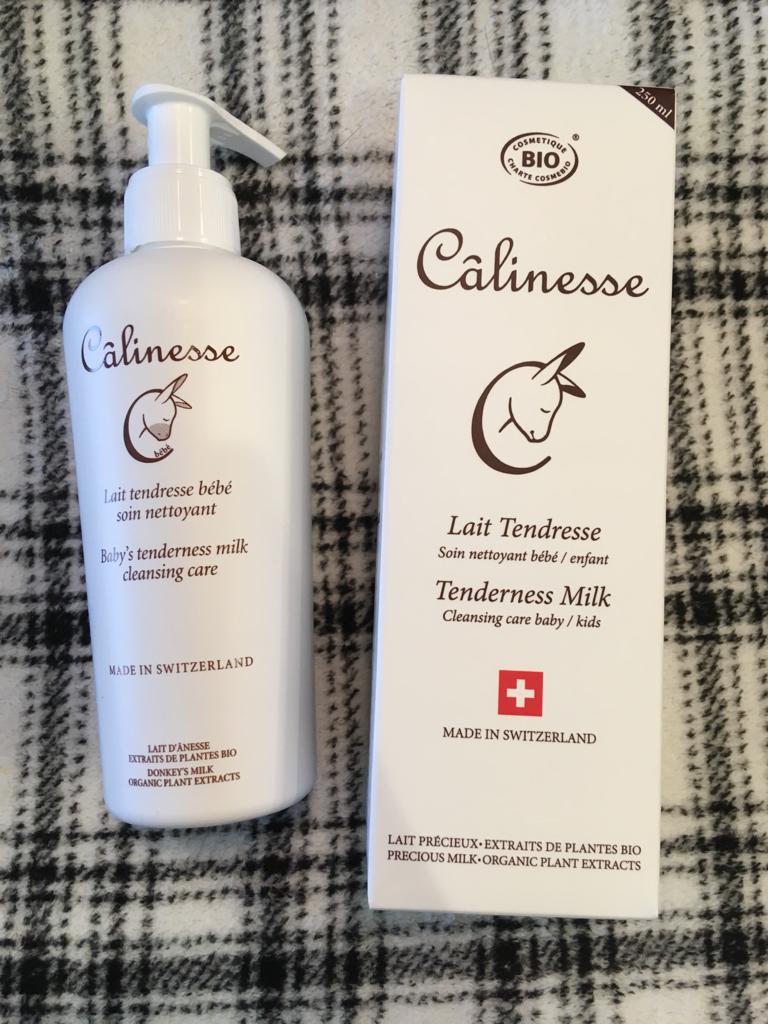 Câlinesse
bébé
Lait tendresse bébé
soin nettoyant
Baby's tenderness milk
cleansing care
MADE IN SWITZERLAND
LAIT D'ÂNESSE
EXTRAITS DE PLANTES BIO
DONKEY'S MILK
ORGANIC PLANT EXTRACTS
250 ml
COSMETIQUE
BIO
CHARTE COSMEBIO
®
Câlinesse
Lait Tendresse
Soin nettoyant bébé / enfant
Tenderness Milk
Cleansing care baby / kids
MADE IN SWITZERLAND
LAIT PRÉCIEUX • EXTRAITS DE PLANTES BIO
PRECIOUS MILK • ORGANIC PLANT EXTRACTS